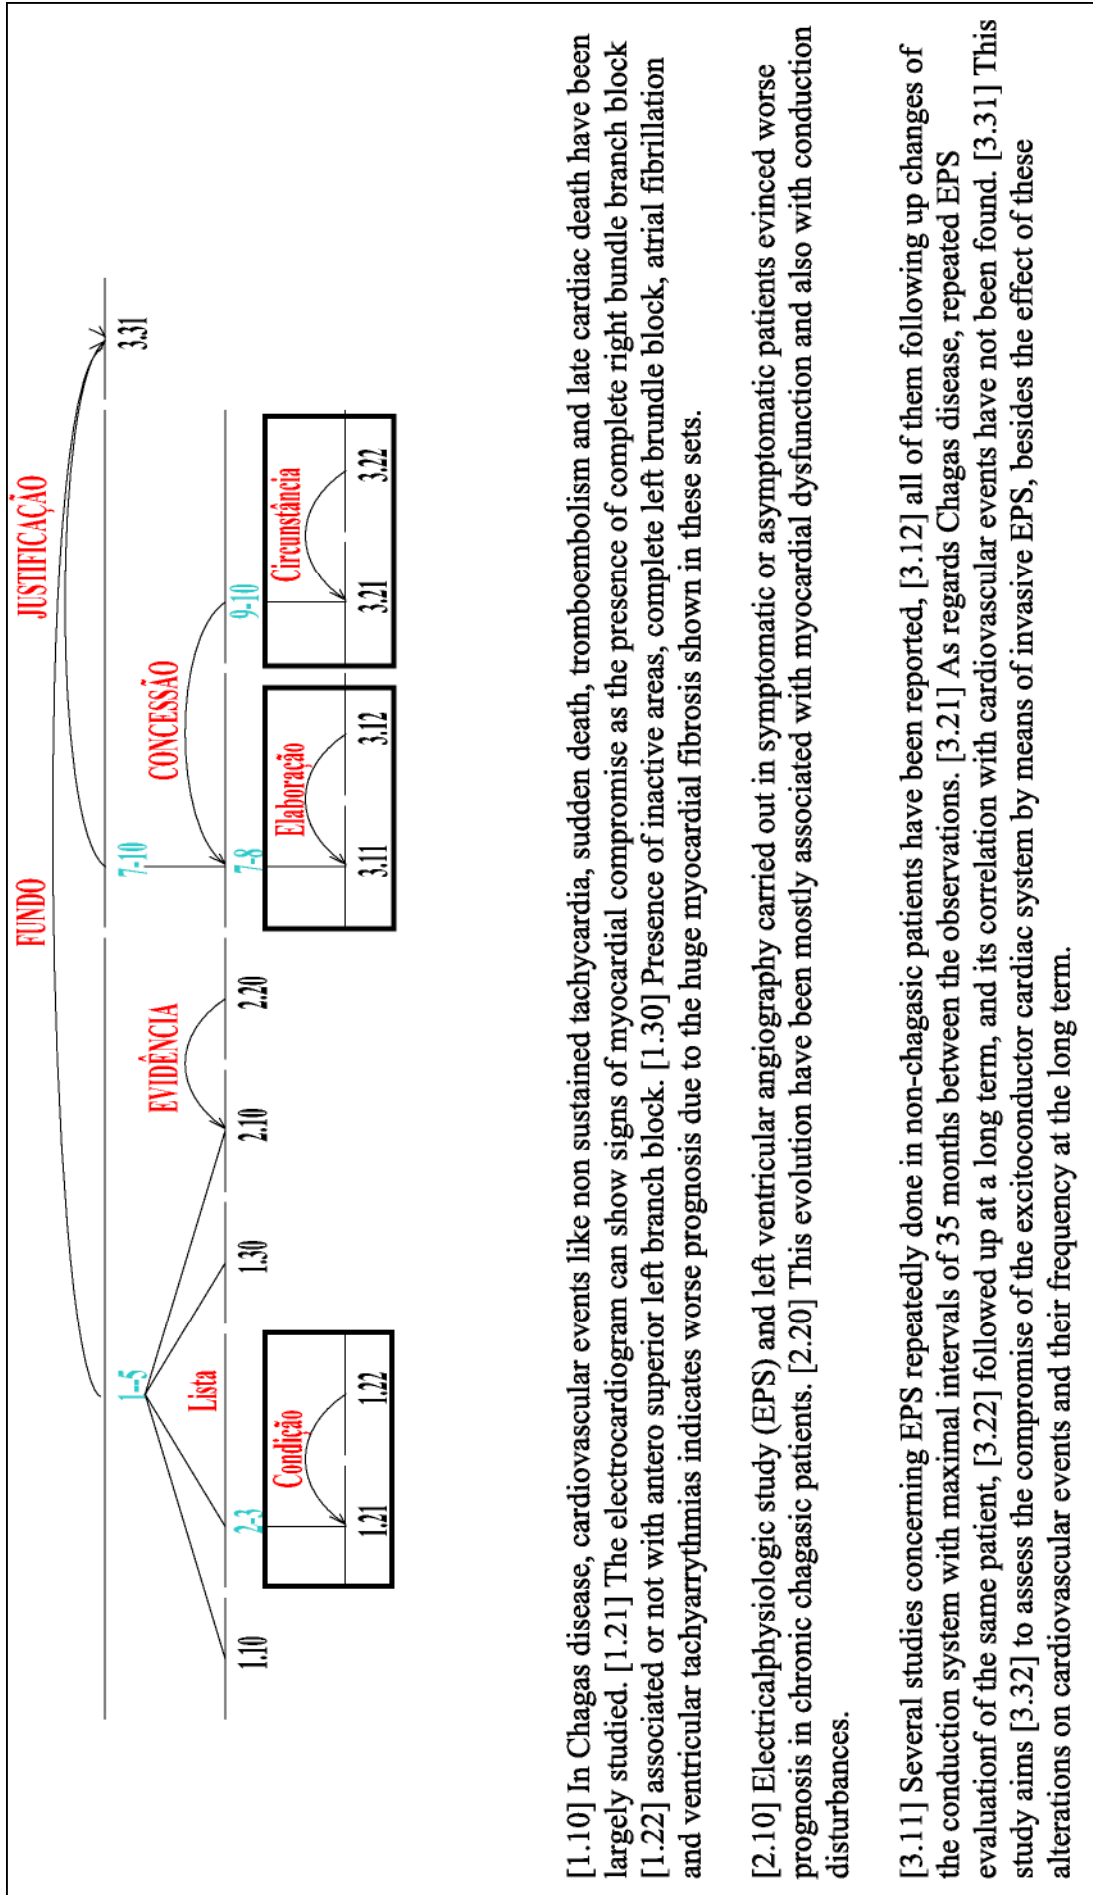 FUNDO
JUSTIFICAÇÃO
1--5
7-10
3.31
Lista
EVIDÊNCIA
CONCESSÃO
1.10
2-3
1.30
2.10
2.20
7-8
9-10
Condição
Elaboração
Circunstância
1.21
1.22
3.11
3.12
3.21
3.22
[1.10] In Chagas disease, cardiovascular events like non sustained tachycardia, sudden death, tromboembolism and late cardiac death have been
largely studied. [1.21] The electrocardiogram can show signs of myocardial compromise as the presence of complete right bundle branch block
[1.22] associated or not with antero superior left branch block. [1.30] Presence of inactive areas, complete left brundle block, atrial fibrillation
and ventricular tachyarrythmias indicates worse prognosis due to the huge myocardial fibrosis shown in these sets.
[2.10] Electricalphysiologic study (EPS) and left ventricular angiography carried out in symptomatic or asymptomatic patients evinced worse
prognosis in chronic chagasic patients. [2.20] This evolution have been mostly associated with myocardial dysfunction and also with conduction
disturbances.
[3.11] Several studies concerning EPS repeatedly done in non-chagasic patients have been reported, [3.12] all of them following up changes of
the conduction system with maximal intervals of 35 months between the observations. [3.21] As regards Chagas disease, repeated EPS
evaluationf of the same patient, [3.22] followed up at a long term, and its correlation with cardiovascular events have not been found. [3.31] This
study aims [3.32] to assess the compromise of the excitoconductor cardiac system by means of invasive EPS, besides the effect of these
alterations on cardiovascular events and their frequency at the long term.